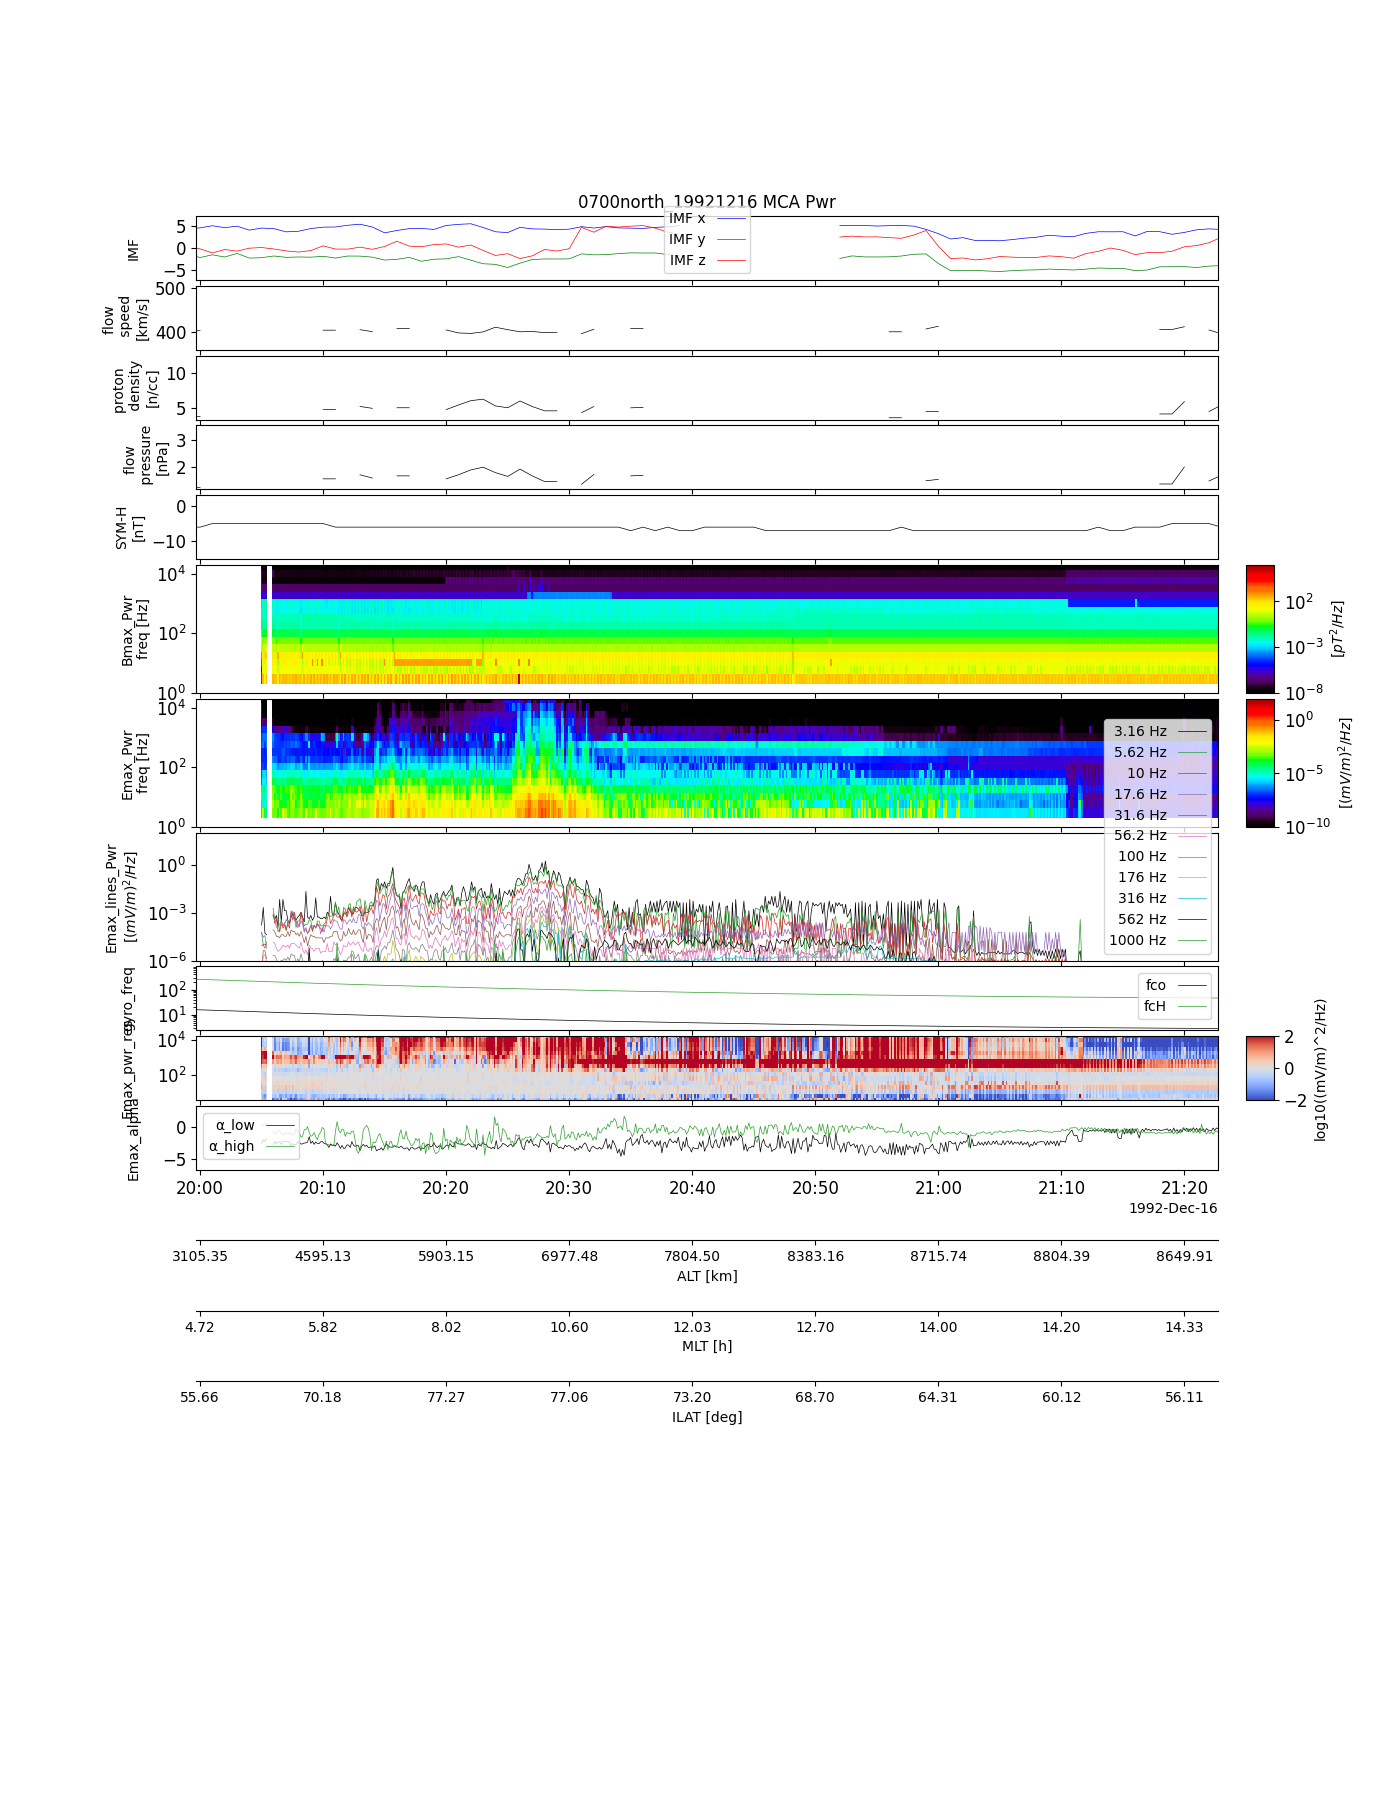 0700north_19921216 MCA Pwr
IMF
5
0
−5
IMF x
IMF y
IMF z
flow
speed
[km/s]
500
400
proton
density
[n/cc]
10
5
flow
pressure
[nPa]
3
2
SYM-H
[nT]
0
−10
Bmax_Pwr
freq [Hz]
10^4
10^2
10^0
10^2
10^-3
10^-8
[pT^2/Hz]
Emax_Pwr
freq [Hz]
10^4
10^2
10^0
10^0
10^-5
10^-10
[(mV/m)^2/Hz]
3.16 Hz
5.62 Hz
10 Hz
17.6 Hz
31.6 Hz
56.2 Hz
100 Hz
176 Hz
316 Hz
562 Hz
1000 Hz
Emax_lines_Pwr
[(mV/m)^2/Hz]
10^0
10^-3
10^-6
gyro_freq
10^2
10^1
fco
fcH
Emax_pwr_reg
10^4
10^2
2
0
−2
log10((mV/m)^2/Hz)
Emax_alpha
0
−5
α_low
α_high
20:00 20:10 20:20 20:30 20:40 20:50 21:00 21:10 21:20
1992-Dec-16
3105.35 4595.13 5903.15 6977.48 7804.50 8383.16 8715.74 8804.39 8649.91
ALT [km]
4.72 5.82 8.02 10.60 12.03 12.70 14.00 14.20 14.33
MLT [h]
55.66 70.18 77.27 77.06 73.20 68.70 64.31 60.12 56.11
ILAT [deg]